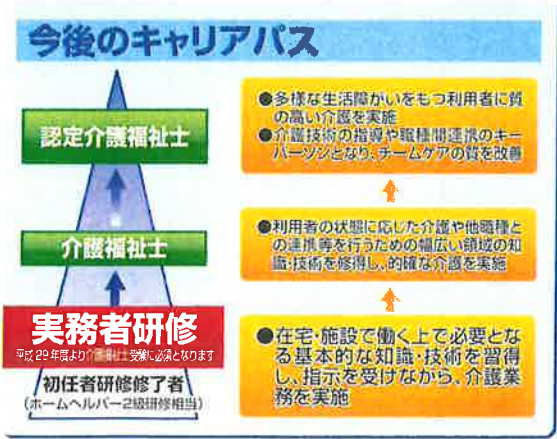 今後のキャリアパス
認定介護福祉士
●多様な生活障がいをもつ利用者に質
の高い介護を実施
●介護技術の指導や職種間連携のキー
パーソンとなり、チームケアの質を改善
介護福祉士
●利用者の状態に応じた介護や他職種と
の連携等を行うための幅広い領域の知
識・技術を修得し、的確な介護を実施
実務者研修
平成29年度より介護福祉士受験に必須となります
初任者研修修了者
(ホームヘルパー2級研修相当)
●在宅・施設で働く上で必要とな
る基本的な知識・技術を習得
し、指示を受けながら、介護業
務を実施